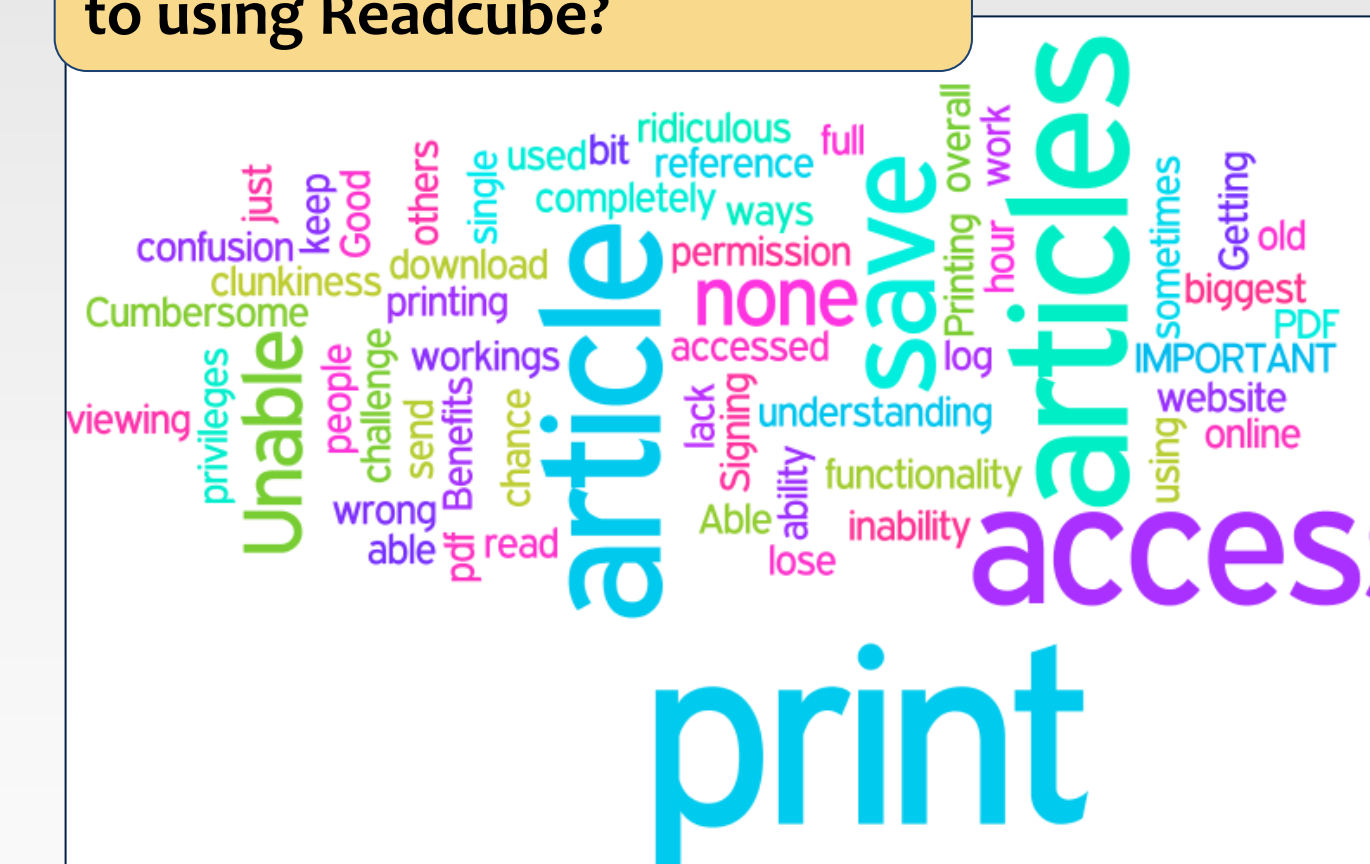 to using Readcube?
ridiculous
used
bit
reference
full
overall
work
articles
just
keep
Good
others
single
completely
ways
save
sometimes
Getting
old
confusion
clunkiness
download
article
permission
none
Printing
hour
biggest
Cumbersome
printing
PDF
Unable
people
challenge
workings
accessed
log
IMPORTANT
viewing
privileges
send
Benefits
chance
lack
Signing
understanding
website
online
using
wrong
ability
functionality
able
pdf
read
Able
inability
lose
acces
print